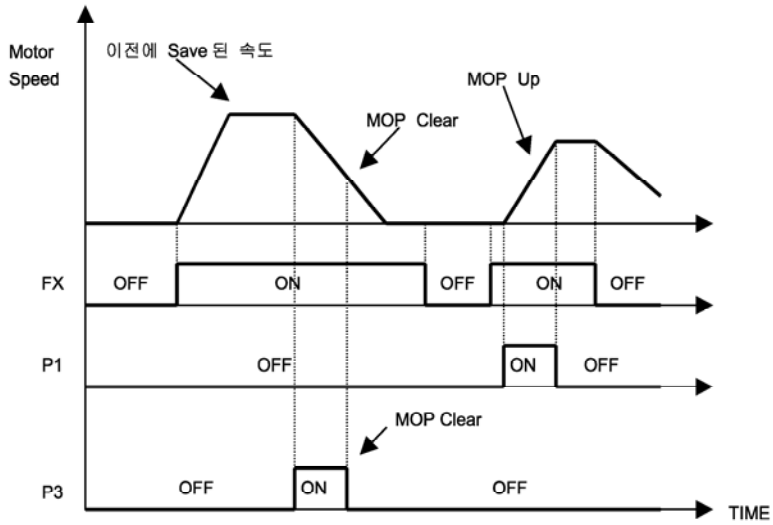 Motor
Speed
이전에 Save 된 속도
MOP Clear
MOP Up
FX
OFF
ON
OFF
ON
OFF
P1
OFF
ON
OFF
MOP Clear
P3
OFF
ON
OFF
TIME